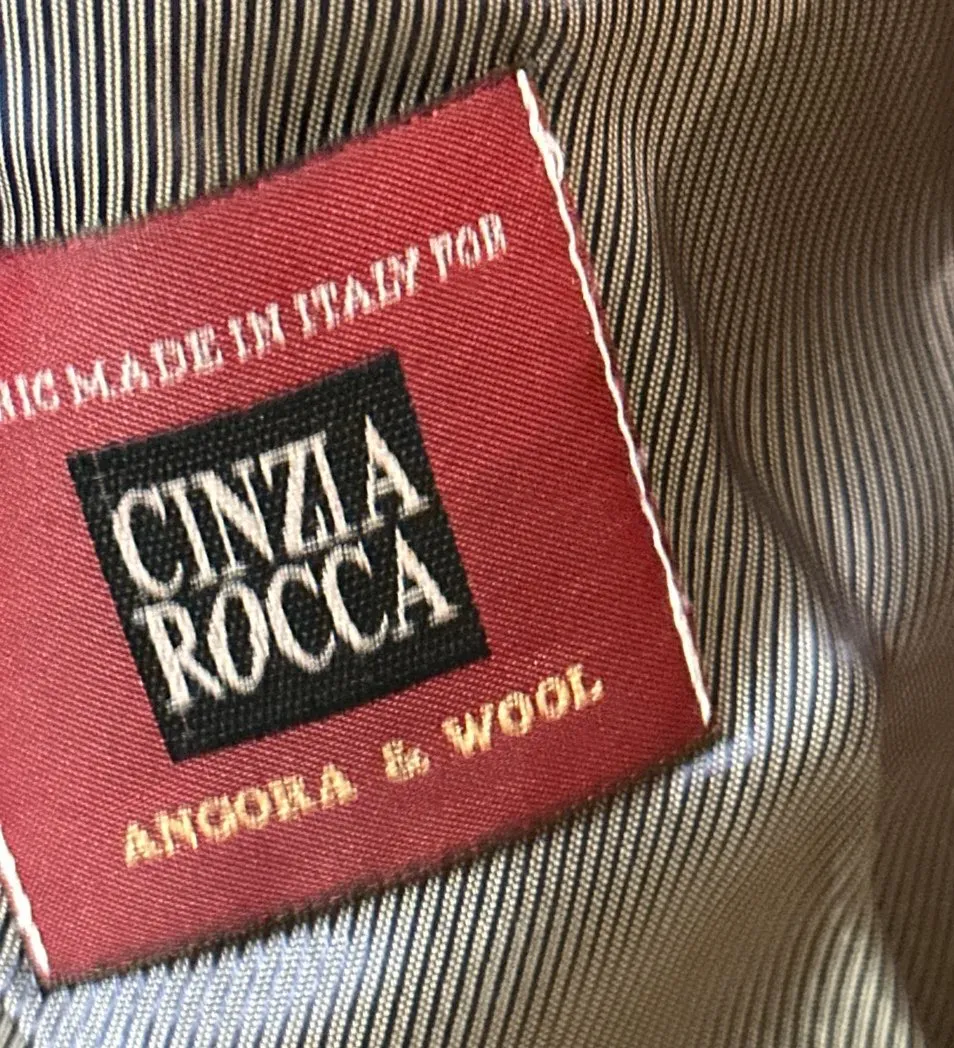 RIC MADE IN ITALY FOR
CINZIA
ROCCA
ANGORA & WOOL